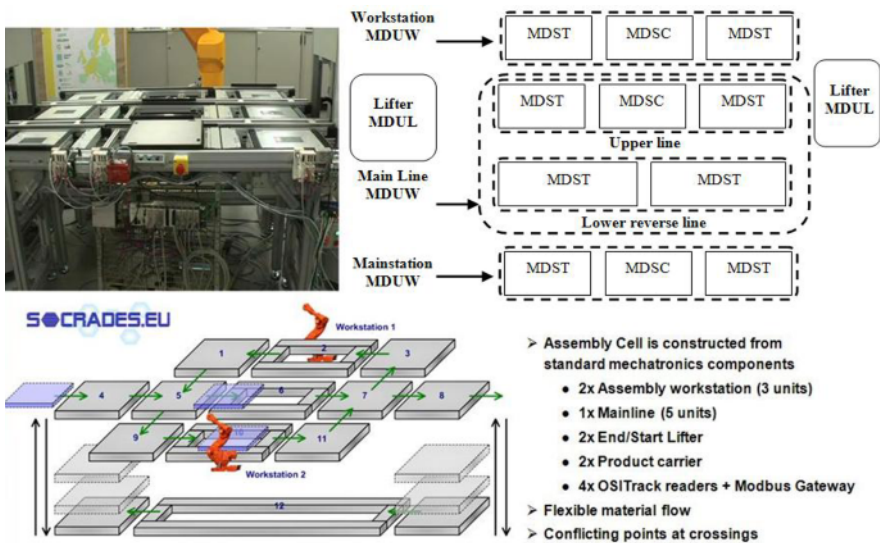 Workstation
MDUW
MDST
MDSC
MDST
Lifter
MDUL
MDST
MDSC
MDST
Lifter
MDUL
Upper line
Main Line
MDUW
MDST
MDST
Lower reverse line
Mainstation
MDUW
MDST
MDSC
MDST
SOCRADES.EU
Workstation 1
1
2
3
4
5
6
7
8
9
10
11
Workstation 2
12
➢ Assembly Cell is constructed from
standard mechatronics components
● 2x Assembly workstation (3 units)
● 1x Mainline (5 units)
● 2x End/Start Lifter
● 2x Product carrier
● 4x OSITrack readers + Modbus Gateway
➢ Flexible material flow
➢ Conflicting points at crossings